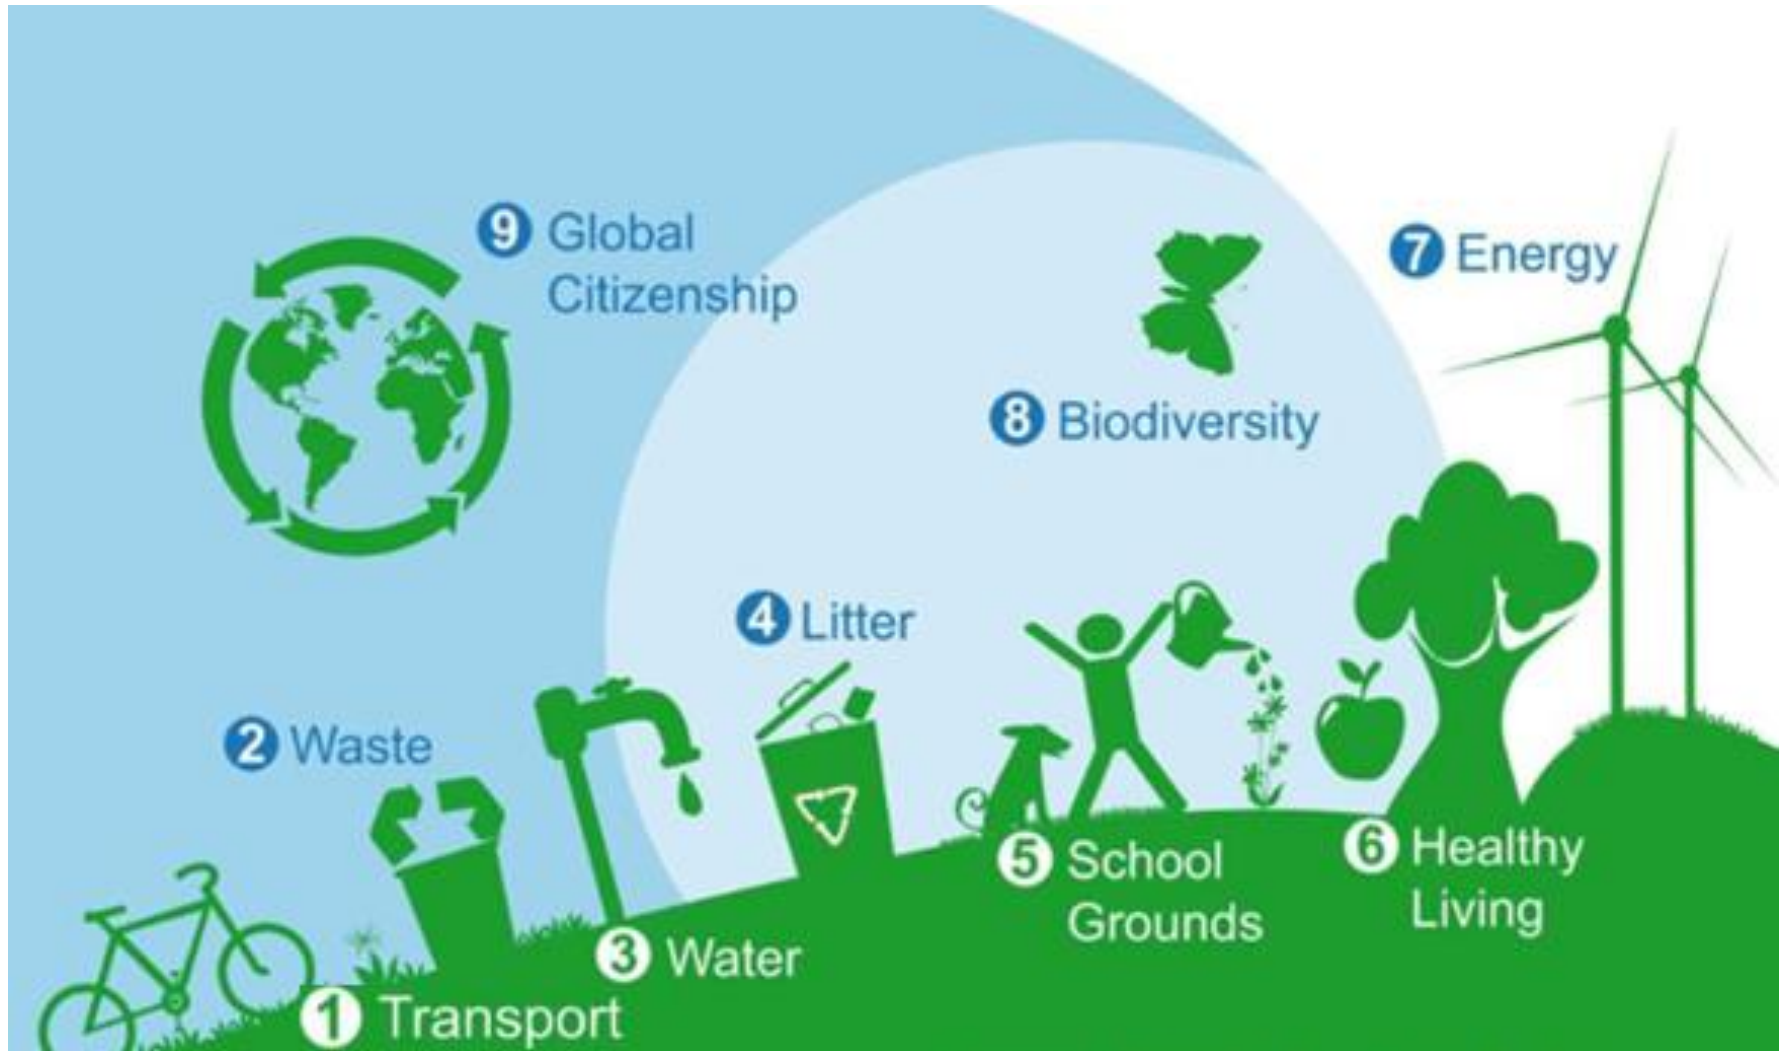 9 Global
Citizenship
7 Energy
8 Biodiversity
4 Litter
2 Waste
5 School
Grounds
6 Healthy
Living
3 Water
1 Transport